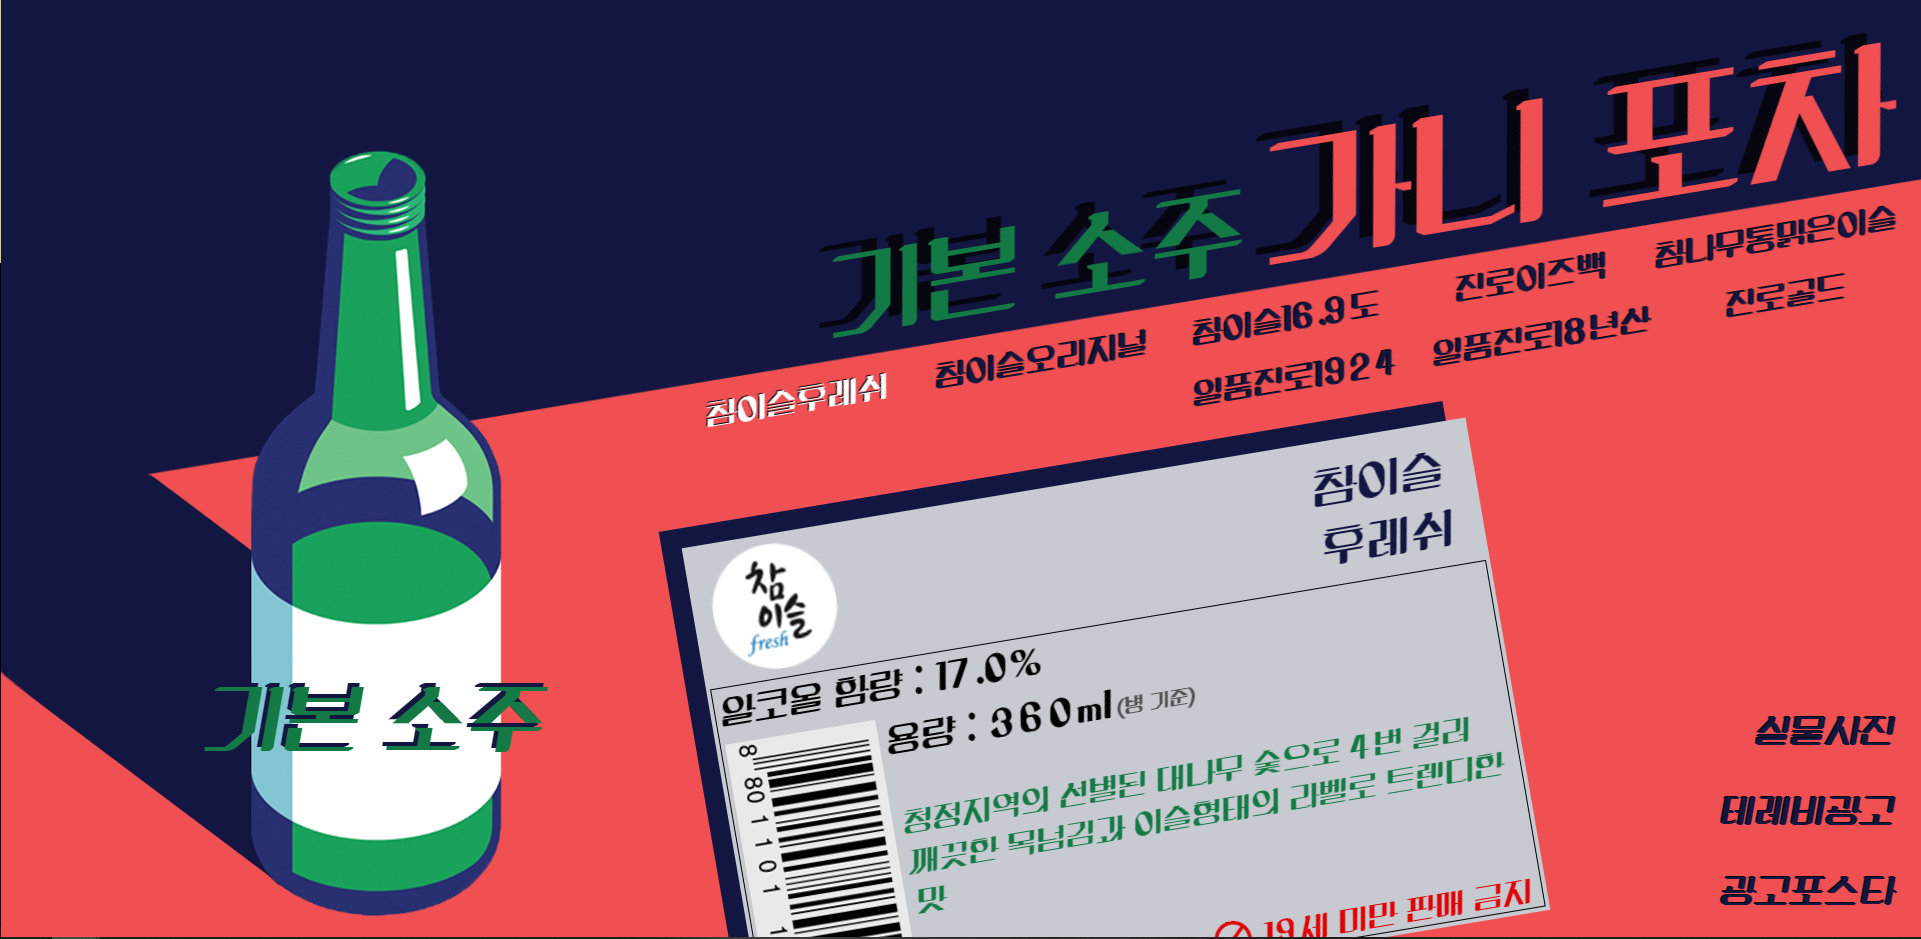 기본 소주 개니 포차
참이슬후레쉬
참이슬오리지널
참이슬16.9도
진로이즈백
참나무통맑은이슬
일품진로1924
일품진로18년산
진로골드
참이슬
후레쉬
참
이슬
fresh
알코올 함량 : 17.0%
용량 : 360ml(병 기준)
8 801101 1
청정지역의 선별된 대나무 숯으로 4번 걸러
깨끗한 목넘김과 이슬형태의 라벨로 트렌디한
맛
19세 미만 판매 금지
기본 소주
실물사진
테레비광고
광고포스타